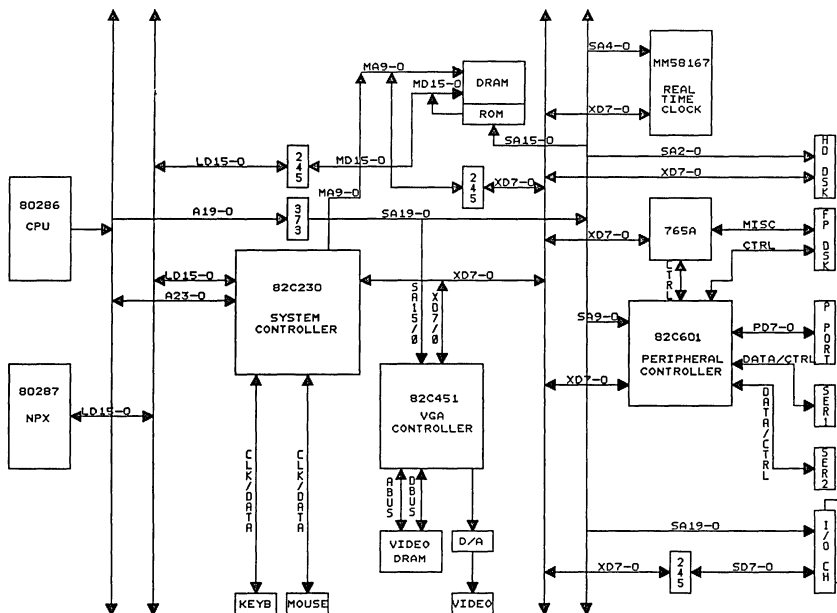 SA4-0
MM58167
REAL
TIME
CLOCK
MA9-0
MD15-0
DRAM
ROM
XD7-0
SA15-0
HD DSK
SA2-0
XD7-0
LD15-0
245
MD15-0
MA9-0
245
XD7-0
80286
CPU
A19-0
373
SA19-0
765A
MISC
FP DSK
XD7-0
CTRL
CTRL
LD15-0
82C230
SYSTEM
CONTROLLER
XD7-0
A23-0
SA15/0
XD7/0
SA9-0
82C601
PERIPHERAL
CONTROLLER
PD7-0
P PORT
DATA/CTRL
XD7-0
80287
NPX
LD15-0
82C451
VGA
CONTROLLER
DATA/CTRL
SER1
SER2
CLK/DATA
CLK/DATA
ABUS
DBUS
VIDEO
DRAM
D/A
SA19-0
I/O CH
XD7-0
245
SD7-0
KEYB
MOUSE
VIDEO